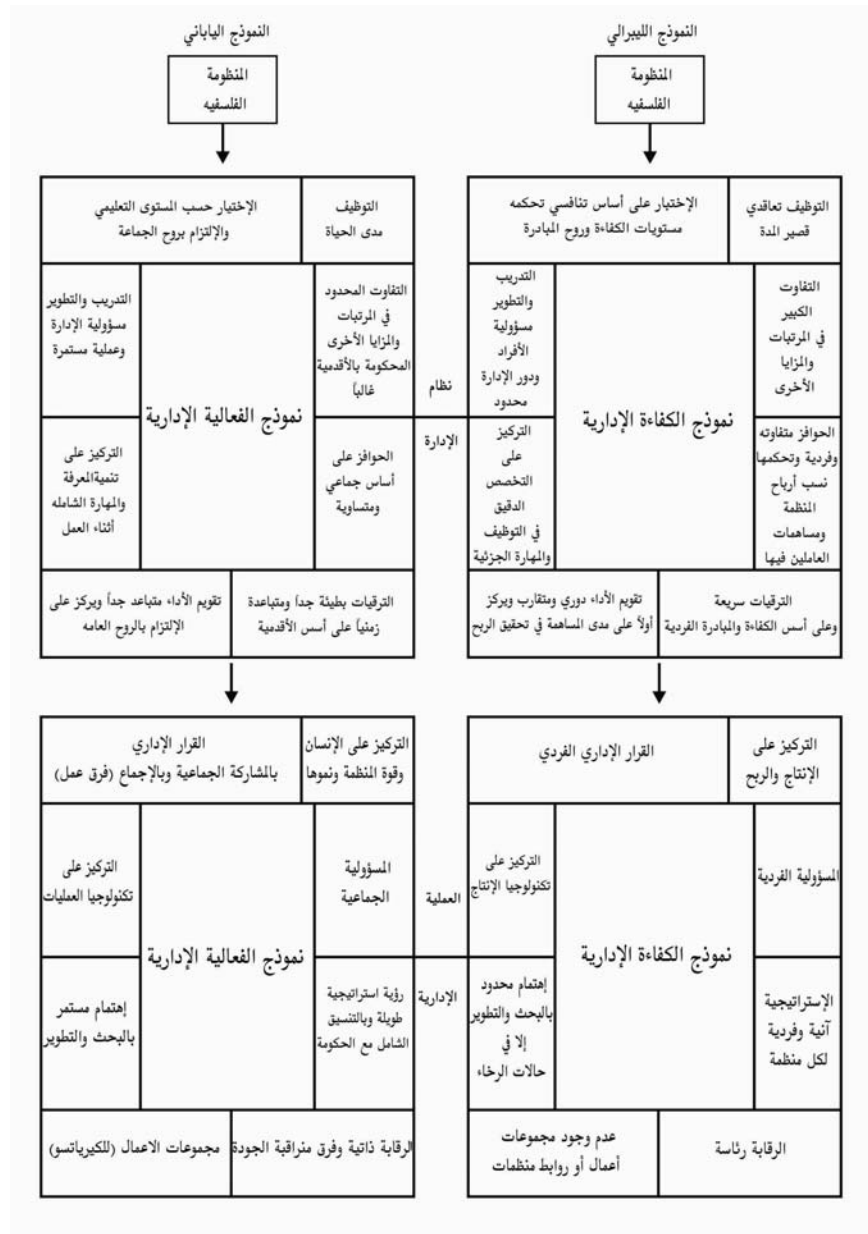 النموذج الليبرالي
المنظومة
الفلسفيه
التوظيف تعاقدي
قصير المدة
الإختبار على أساس تنافسي تحكمه
مستويات الكفاءة وروح المبادرة
التفاوت
الكبير
في المرتبات
والمزايا
الأخرى
التدريب
والتطوير
مسؤولية
الأفراد
ودور الإدارة
محدود
نموذج الكفاءة الإدارية
الحوافز متفاوته
وفردية وتحكمها
نسب أرباح
المنظمة
ومساهمات
العاملين فيها
التركيز
على
التخصص
الدقيق
في التوظيف
والمهارة الجزئية
الترقيات سريعة
وعلى أسس الكفاءة والمبادرة الفردية
تقويم الأداء دوري ومتقارب ويركز
أولاً على مدى المساهمة في تحقيق الربح
نظام
الإدارة
النموذج الياباني
المنظومة
الفلسفيه
التوظيف
مدى الحياة
الإختيار حسب المستوى التعليمي
والإلتزام بروح الجماعة
التفاوت المحدود
في المرتبات
والمزايا الأخرى
المحكومة بالأقدمية
غالباً
التدريب والتطوير
مسؤولية الإدارة
وعملية مستمرة
نموذج الفعالية الإدارية
الحوافز على
أساس جماعي
ومتساوية
التركيز على
تنميةالمعرفة
والمهارة الشامله
أثناء العمل
الترقيات بطيئة جداً ومتباعدة
زمنياً على أسس الأقدمية
تقويم الأداء متباعد جداً ويركز على
الإلتزام بالروح العامه
التركيز على
الإنتاج والربح
القرار الإداري الفردي
المسؤولية الفردية
التركيز على
تكنولوجيا الإنتاج
نموذج الكفاءة الإدارية
الإستراتيجية
آنية وفردية
لكل منظمة
إهتمام محدود
بالبحث والتطوير
إلا في
حالات الرخاء
الرقابة رئاسة
عدم وجود مجموعات
أعمال أو روابط منظمات
العملية
الإدارية
التركيز على الإنسان
وقوة المنظمة ونموها
القرار الإداري
بالمشاركة الجماعية وبالإجماع (فرق عمل)
المسؤولية
الجماعية
التركيز على
تكنولوجيا العمليات
نموذج الفعالية الإدارية
رؤية استراتيجية
طويلة وبالتنسيق
الشامل مع الحكومة
إهتمام مستمر
بالبحث والتطوير
الرقابة ذاتية وفرق مراقبة الجودة
مجموعات الاعمال (للكيرياتسو)